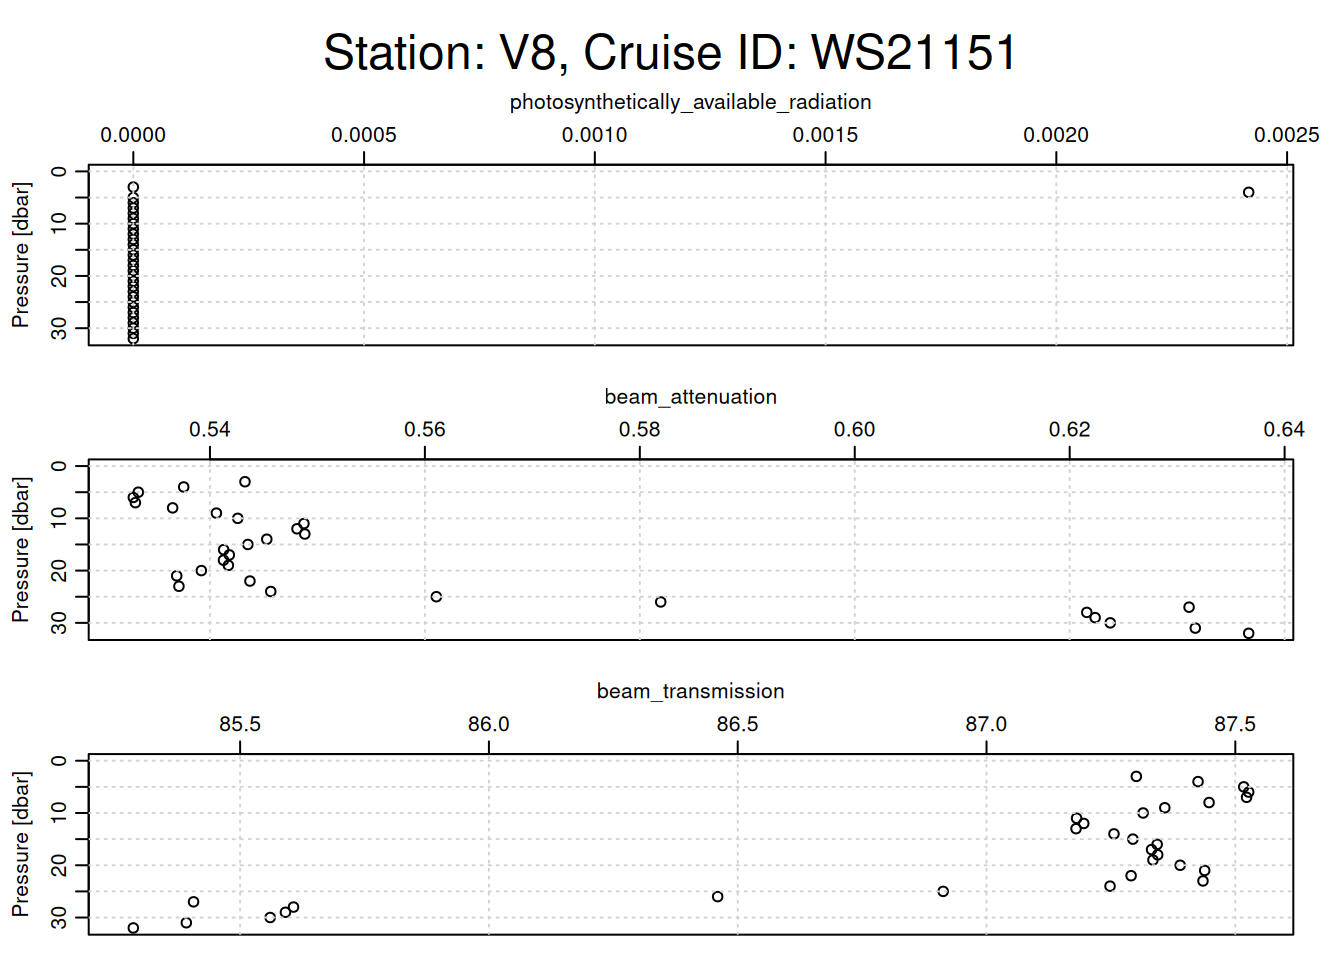 Station: V8, Cruise ID: WS21151
photosynthetically_available_radiation
0.0000 0.0005 0.0010 0.0015 0.0020 0.0025
Pressure [dbar]
0
10
20
30
beam_attenuation
0.54 0.56 0.58 0.60 0.62 0.64
Pressure [dbar]
0
10
20
30
beam_transmission
85.5 86.0 86.5 87.0 87.5
Pressure [dbar]
0
10
20
30